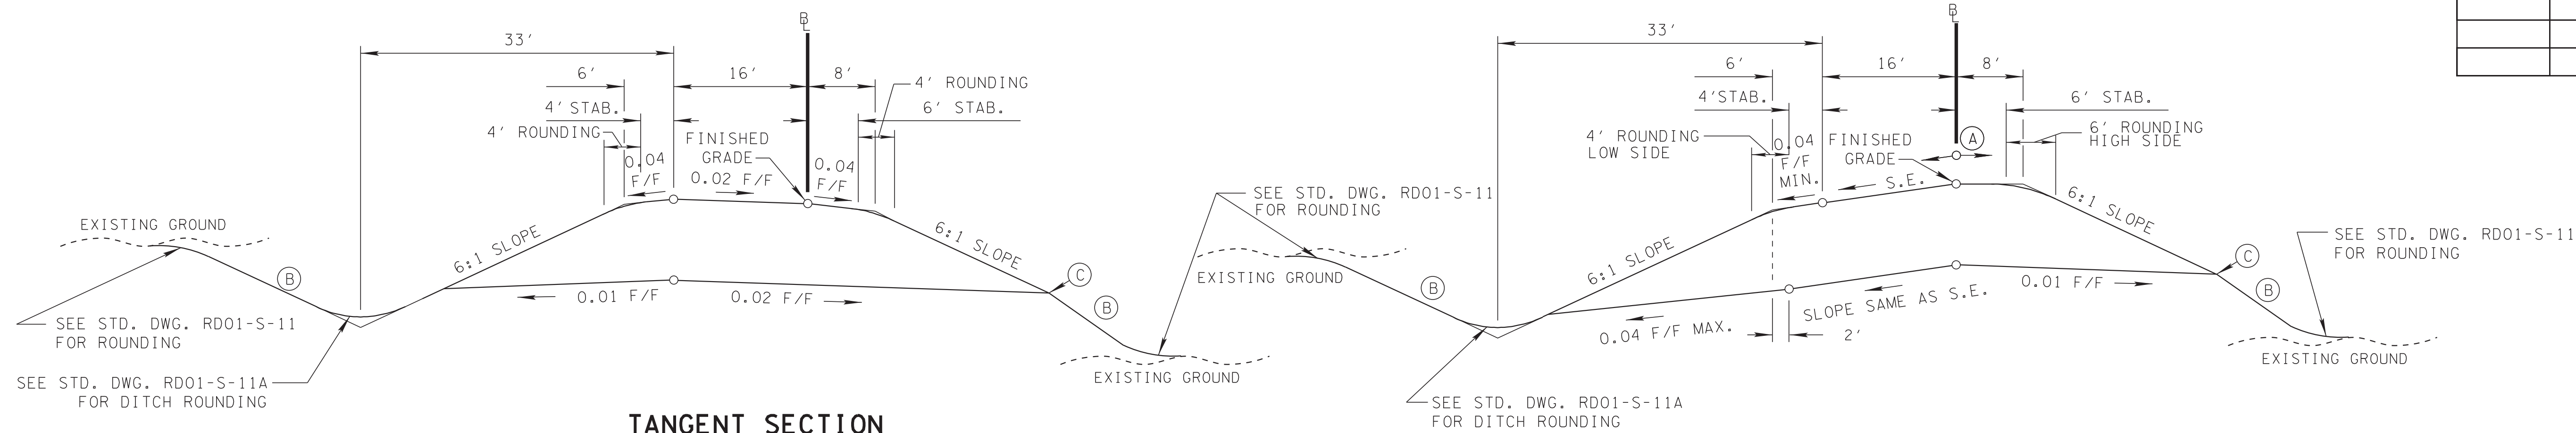 B
L
33'
6'
16'
8'
4' ROUNDING
4' STAB.
6' STAB.
4' ROUNDING
FINISHED
GRADE
0.04
F/F
0.02 F/F
0.04
F/F
EXISTING GROUND
6:1 SLOPE
6:1 SLOPE
B
C
B
0.01 F/F
0.02 F/F
SEE STD. DWG. RD01-S-11
FOR ROUNDING
SEE STD. DWG. RD01-S-11A
FOR DITCH ROUNDING
EXISTING GROUND
TANGENT SECTION
SEE STD. DWG. RD01-S-11
FOR ROUNDING
B
L
33'
6'
16'
8'
4'STAB.
6' STAB.
4' ROUNDING
LOW SIDE
0.04
F/F
MIN.
FINISHED
GRADE
A
6' ROUNDING
HIGH SIDE
S.E.
EXISTING GROUND
6:1 SLOPE
6:1 SLOPE
B
C
B
0.01 F/F
SLOPE SAME AS S.E.
0.04 F/F MAX.
2'
SEE STD. DWG. RD01-S-11
FOR ROUNDING
EXISTING GROUND
SEE STD. DWG. RD01-S-11A
FOR DITCH ROUNDING